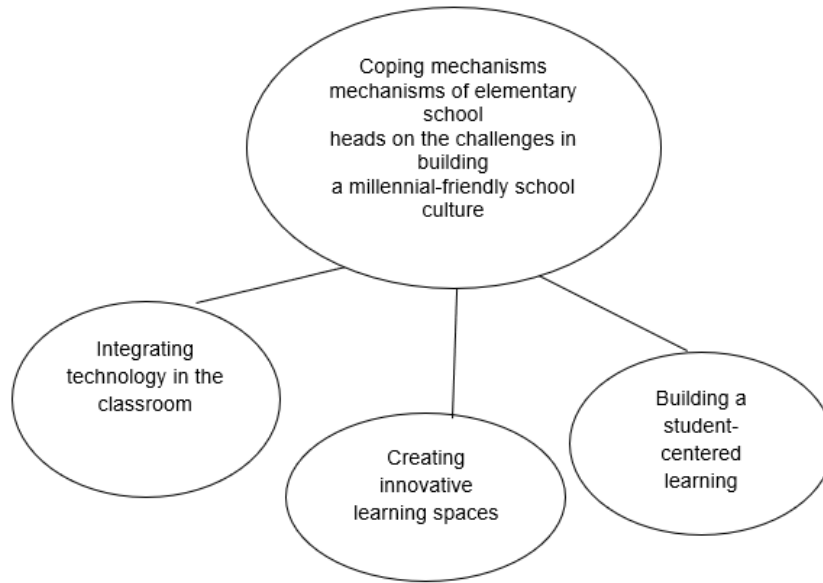 Coping mechanisms
mechanisms of elementary
school
heads on the challenges in
building
a millennial-friendly school
culture
Integrating
technology in the
classroom
Creating
innovative
learning spaces
Building a
student-
centered
learning